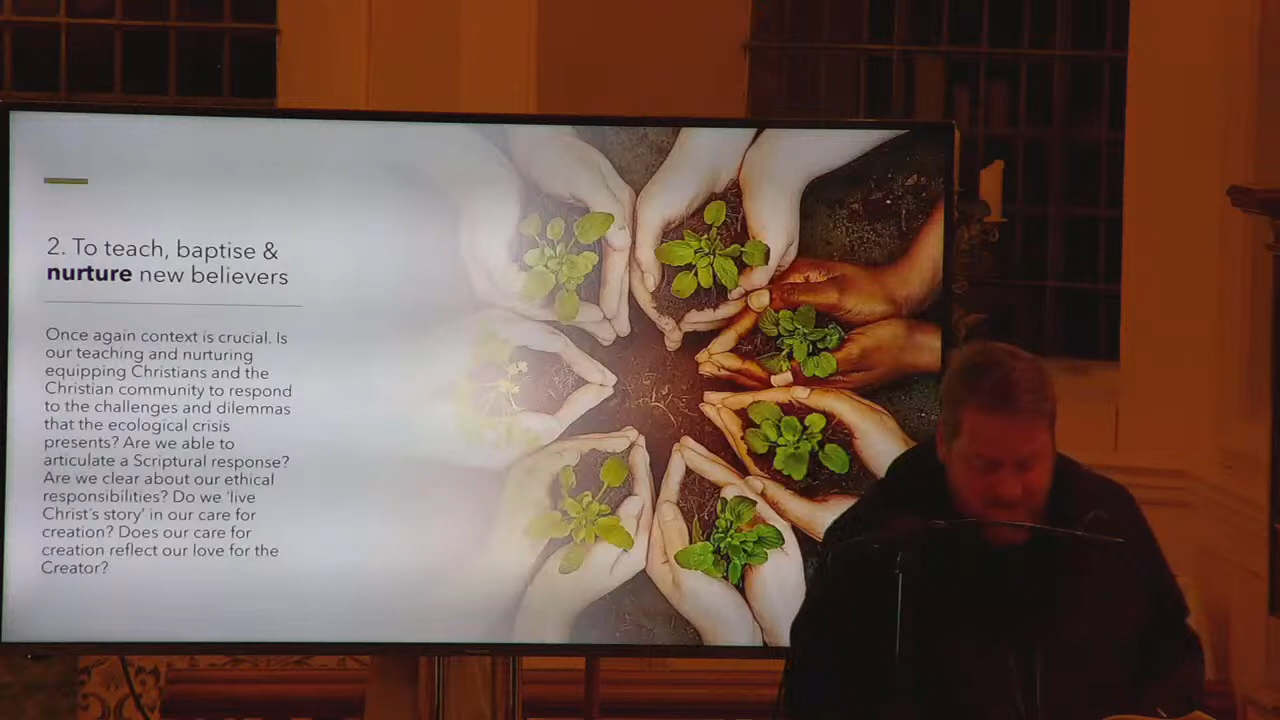 2. To teach, baptise &
nurture new believers
Once again context is crucial. Is
our teaching and nurturing
equipping Christians and the
Christian community to respond
to the challenges and dilemmas
that the ecological crisis
presents? Are we able to
articulate a Scriptural response?
Are we clear about our ethical
responsibilities? Do we 'live
Christ's story' in our care for
creation? Does our care for
creation reflect our love for the
Creator?